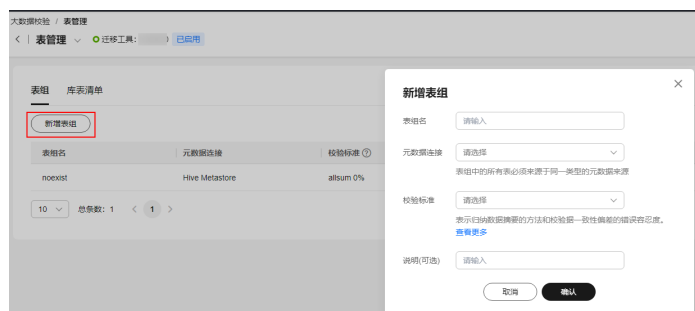 大数据校验 / 表管理
表管理 迁移工具: 已启用
表组 库表清单
新增表组
表组名 元数据连接 校验标准
noexist Hive Metastore allsum 0%
10 总条数: 1 < 1 >
新增表组
表组名 请输入
元数据连接 请选择
表组中的所有表必须来源于同一类型的元数据来源
校验标准 请选择
表示归纳数据摘要的方法和校验据一致性偏差的错误容忍度。
查看更多
说明(可选) 请输入
取消 确认